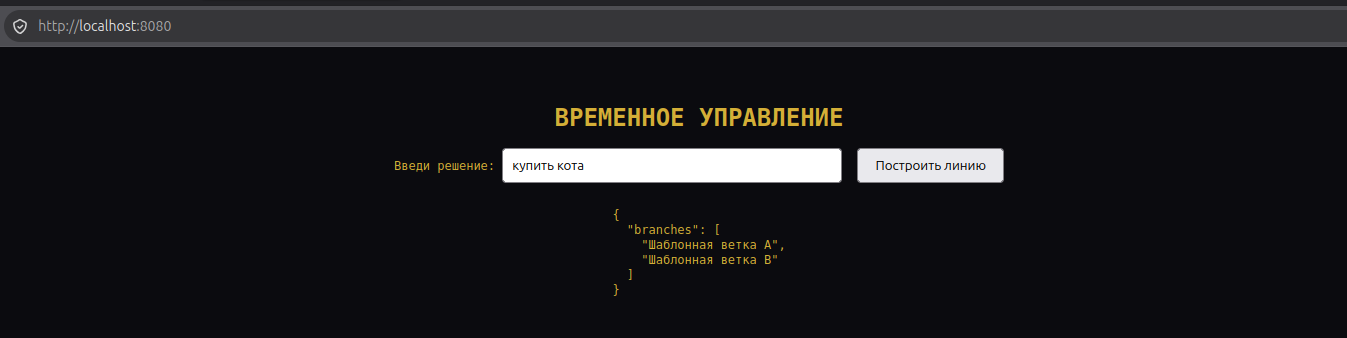 http://localhost:8080
ВРЕМЕННОЕ УПРАВЛЕНИЕ
Введи решение: купить кота Построить линию
{
"branches": [
"Шаблонная ветка A",
"Шаблонная ветка B"
]
}